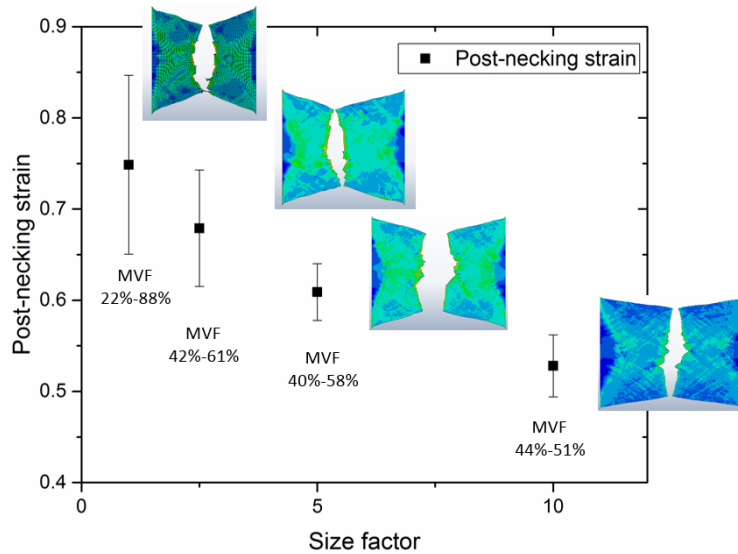 0.9
Post-necking strain
0.8
0.7
MVF
22%-88%
MVF
42%-61%
0.6
MVF
40%-58%
0.5
MVF
44%-51%
0.4
0
5
10
Size factor
Post-necking strain